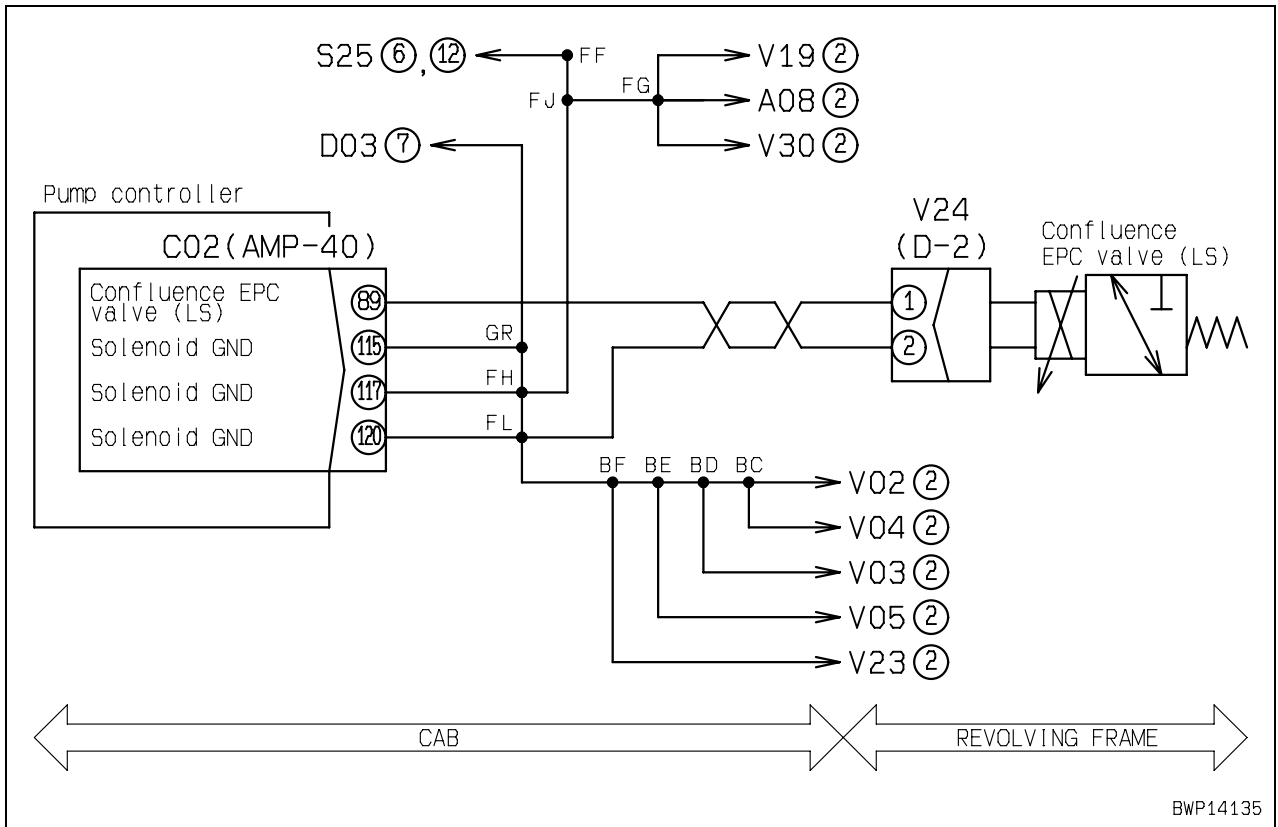 S25 ⑥, ⑫
FF
V19 ②
FJ
FG
A08 ②
D03 ⑦
V30 ②
Pump controller
C02(AMP-40)
V24
(D-2)
Confluence
EPC valve (LS)
Confluence EPC
valve (LS)
89
①
Solenoid GND
115
GR
②
Solenoid GND
117
FH
Solenoid GND
120
FL
BF BE BD BC
V02 ②
V04 ②
V03 ②
V05 ②
V23 ②
CAB
REVOLVING FRAME
BWP14135